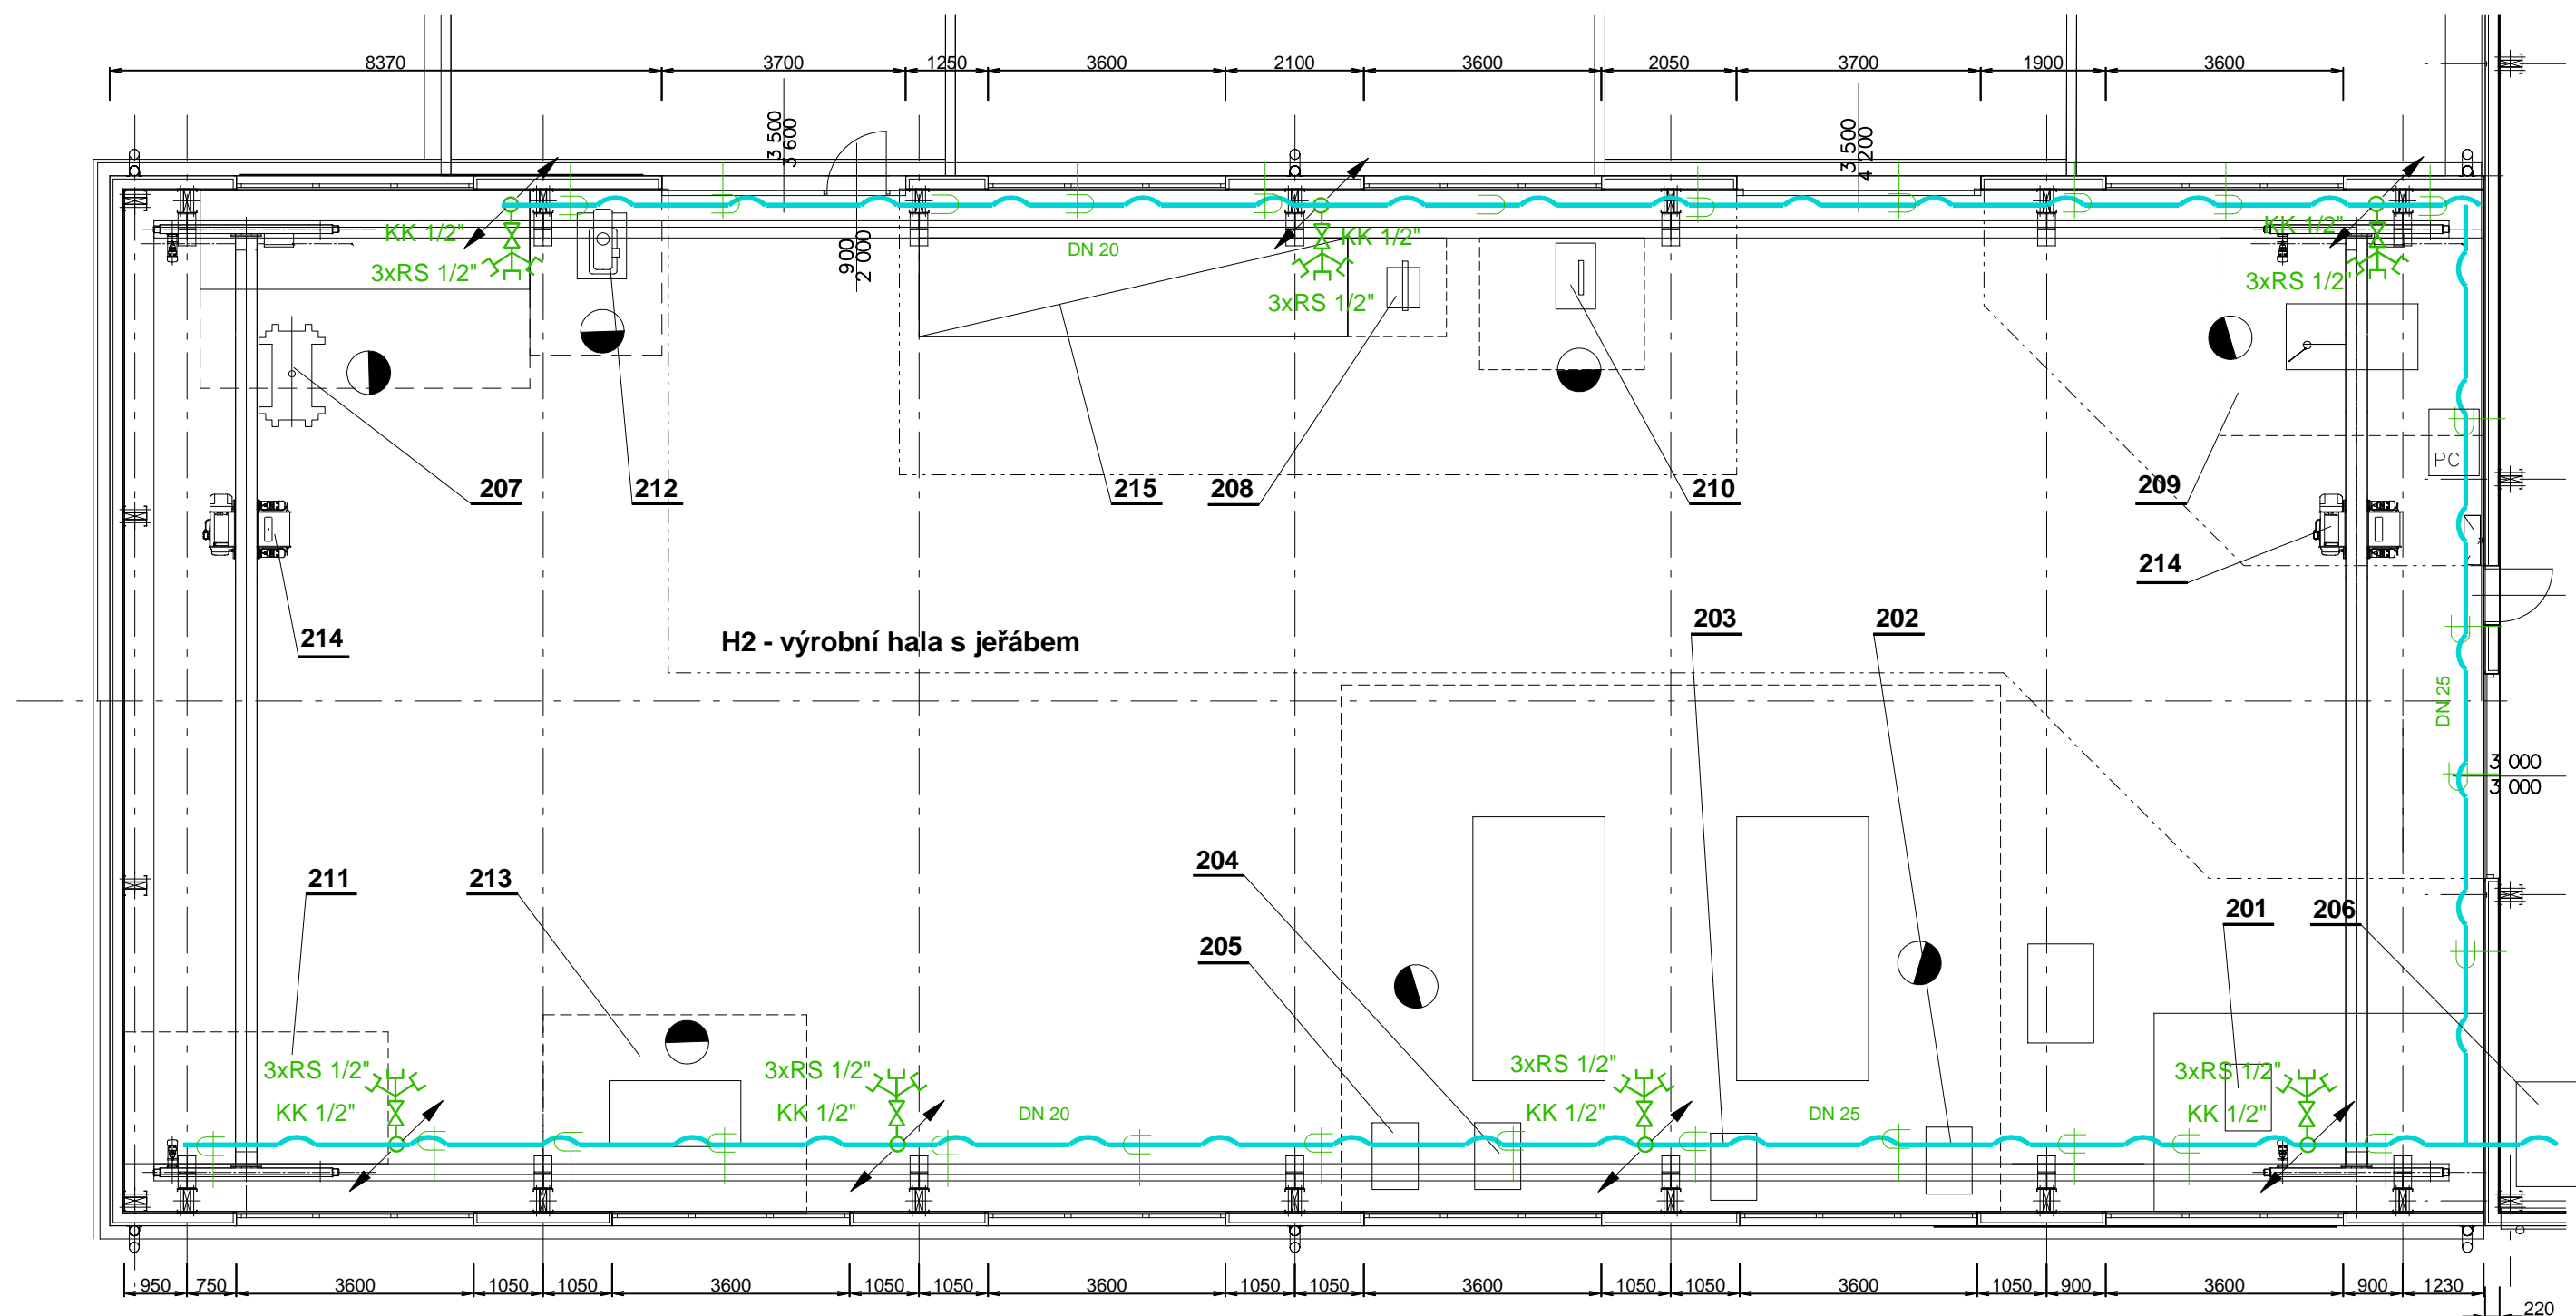 8370 3700 1250 3600 2100 3600 2050 3700 1900 3600
3 500
3 600
3 500
4 200
900
2 000
KK 1/2"
3xRS 1/2"
DN 20
KK 1/2"
3xRS 1/2"
KK 1/2"
3xRS 1/2"
PC
207 212 215 208 210 209
214
214
H2 - výrobní hala s jeřábem
203 202
DN 25
3 000
3 000
204
211 213
205
201 206
3xRS 1/2" 3xRS 1/2" 3xRS 1/2" 3xRS 1/2"
KK 1/2" KK 1/2" DN 20 KK 1/2" DN 25 KK 1/2"
950 750 3600 1050 1050 3600 1050 1050 3600 1050 1050 3600 1050 1050 3600 1050 900 3600 900 1230
220